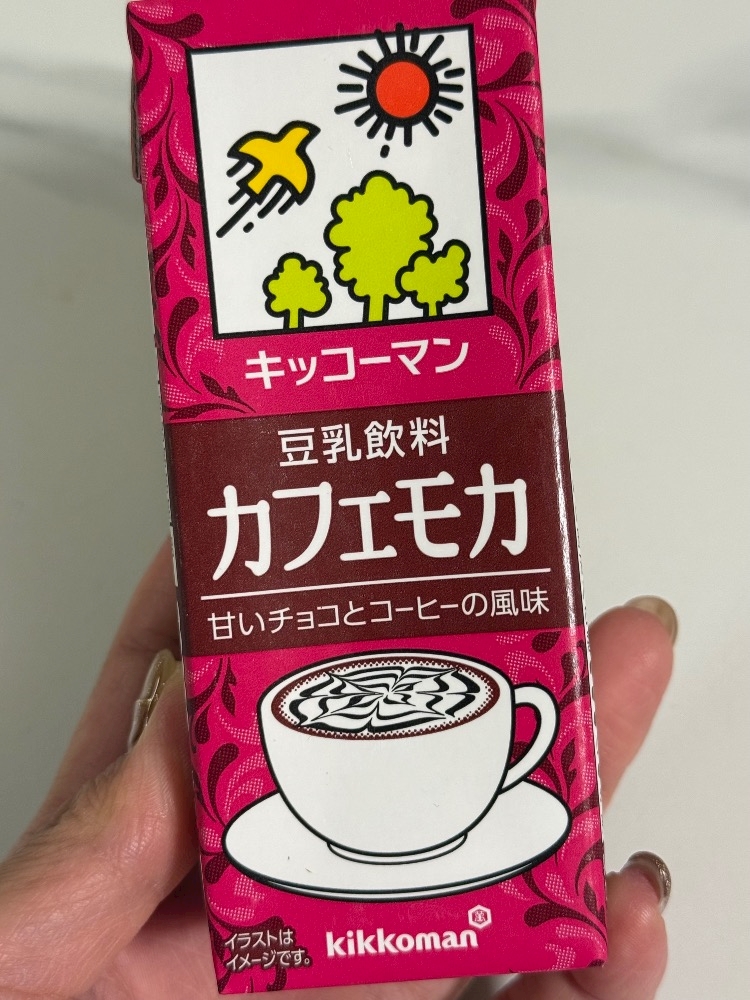 キッコーマン
豆乳飲料
カフェモカ
甘いチョコとコーヒーの風味
イラストは
イメージです。
kikkoman